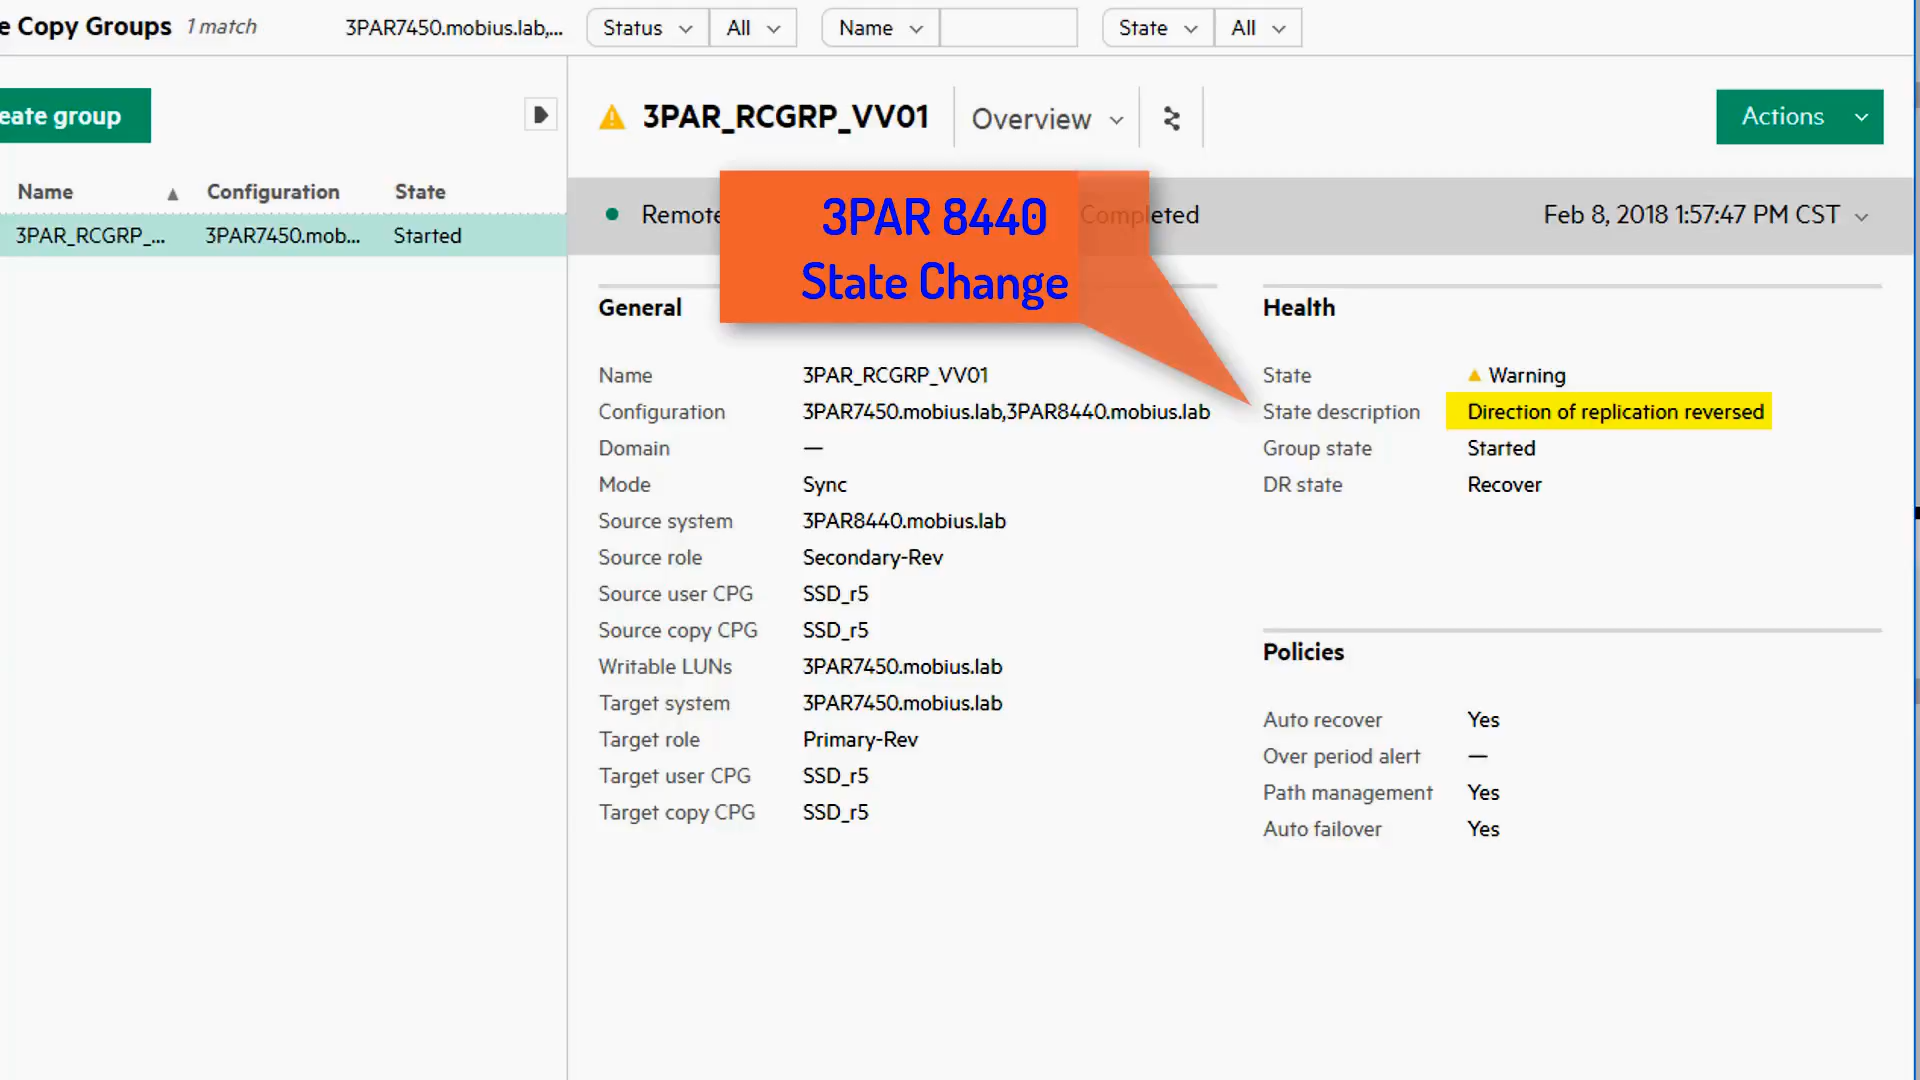 e Copy Groups 1 match 3PAR7450.mobius.lab,... Status All Name State All
eate group
3PAR_RCGRP_VV01 Overview Actions
Name Configuration State
3PAR_RCGRP_... 3PAR7450.mob... Started
Remote Completed Feb 8, 2018 1:57:47 PM CST
3PAR 8440
State Change
General
Name 3PAR_RCGRP_VV01
Configuration 3PAR7450.mobius.lab,3PAR8440.mobius.lab
Domain —
Mode Sync
Source system 3PAR8440.mobius.lab
Source role Secondary-Rev
Source user CPG SSD_r5
Source copy CPG SSD_r5
Writable LUNs 3PAR7450.mobius.lab
Target system 3PAR7450.mobius.lab
Target role Primary-Rev
Target user CPG SSD_r5
Target copy CPG SSD_r5
Health
State Warning
State description Direction of replication reversed
Group state Started
DR state Recover
Policies
Auto recover Yes
Over period alert —
Path management Yes
Auto failover Yes